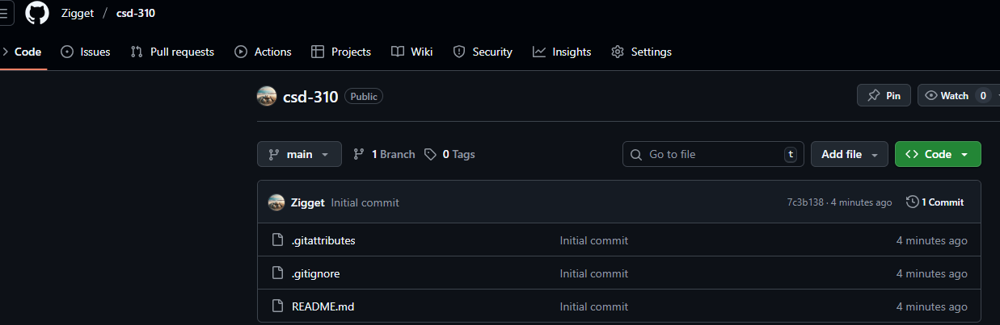 Zigget / csd-310
Code Issues Pull requests Actions Projects Wiki Security Insights Settings
csd-310 Public Pin Watch 0
main 1 Branch 0 Tags Go to file t Add file Code
Zigget Initial commit 7c3b138 · 4 minutes ago 1 Commit
.gitattributes Initial commit 4 minutes ago
.gitignore Initial commit 4 minutes ago
README.md Initial commit 4 minutes ago